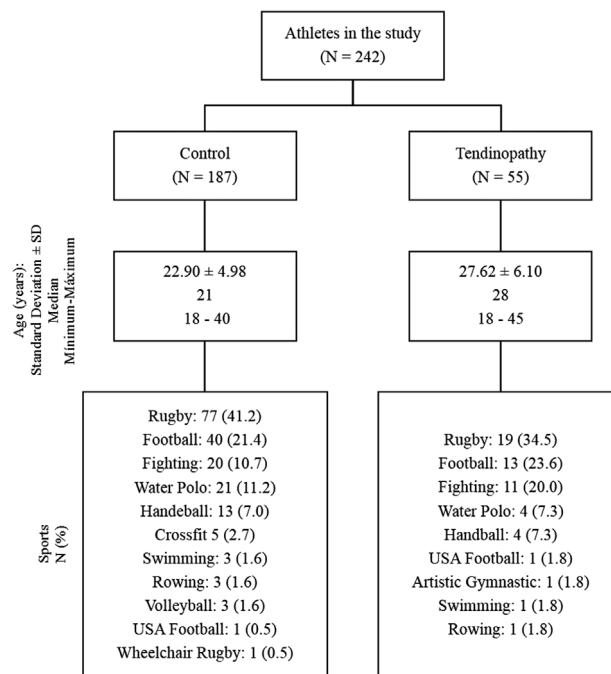 Athletes in the study
(N = 242)
Control
(N = 187)
Tendinopathy
(N = 55)
Age (years):
Standard Deviation ± SD
Median
Mínimum-Máximum
22.90 ± 4.98
21
18 - 40
27.62 ± 6.10
28
18 - 45
Sports
N (%)
Rugby: 77 (41.2)
Football: 40 (21.4)
Fighting: 20 (10.7)
Water Polo: 21 (11.2)
Handeball: 13 (7.0)
Crossfit 5 (2.7)
Swimming: 3 (1.6)
Rowing: 3 (1.6)
Volleyball: 3 (1.6)
USA Football: 1 (0.5)
Wheelchair Rugby: 1 (0.5)
Rugby: 19 (34.5)
Football: 13 (23.6)
Fighting: 11 (20.0)
Water Polo: 4 (7.3)
Handball: 4 (7.3)
USA Football: 1 (1.8)
Artistic Gymnastic: 1 (1.8)
Swimming: 1 (1.8)
Rowing: 1 (1.8)